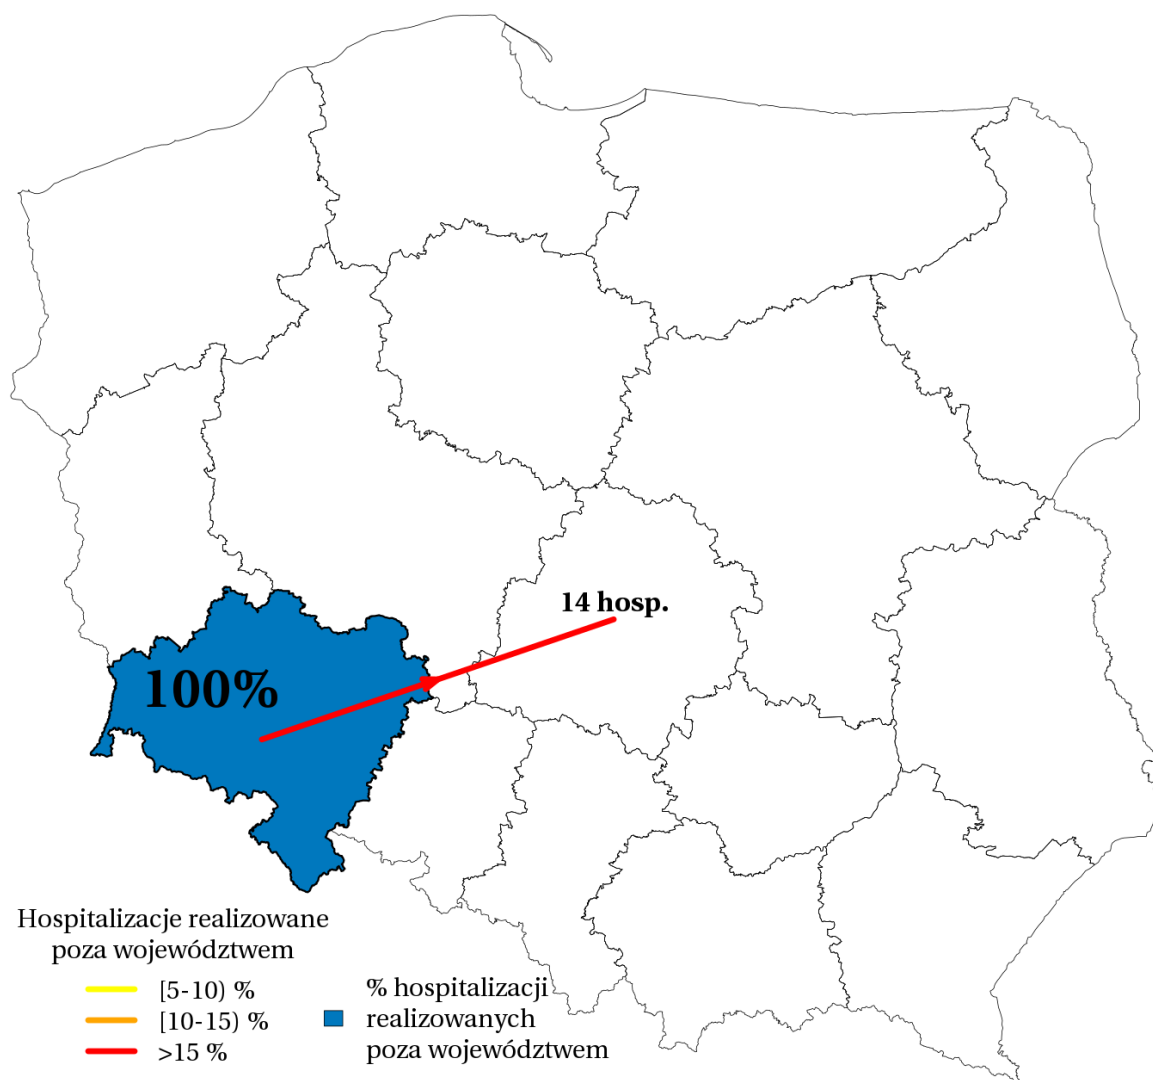 14 hosp.
100%
Hospitalizacje realizowane
poza województwem
[5-10) %
[10-15) %
>15 %
% hospitalizacji
realizowanych
poza województwem